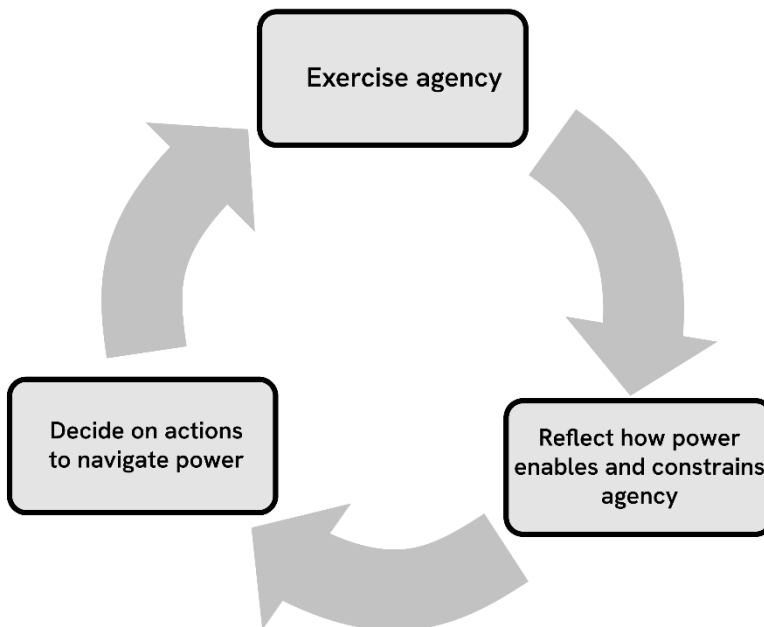 Exercise agency
Reflect how power
enables and constrains
agency
Decide on actions
to navigate power